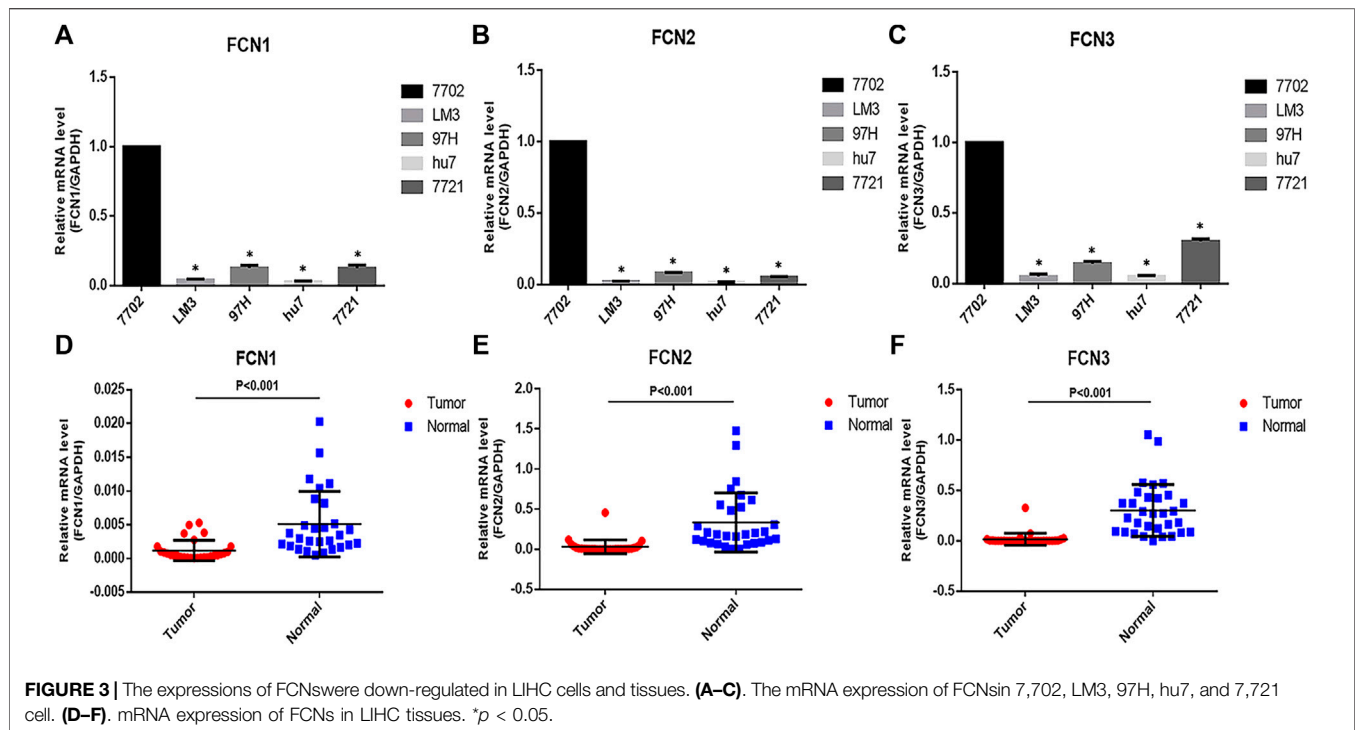 A
FCN1
Relative mRNA level
(FCN1/GAPDH)
1.5
1.0
0.5
0.0
* * * *
7702 LM3 97H hu7 7721
7702
LM3
97H
hu7
7721
B
FCN2
Relative mRNA level
(FCN2/GAPDH)
1.5
1.0
0.5
0.0
* * * *
7702 LM3 97H hu7 7721
7702
LM3
97H
hu7
7721
C
FCN3
Relative mRNA level
(FCN3/GAPDH)
1.5
1.0
0.5
0.0
* * * *
7702 LM3 97H hu7 7721
7702
LM3
97H
hu7
7721
D
FCN1
Relative mRNA level
(FCN1/GAPDH)
0.025
0.020
0.015
0.010
0.005
0.000
-0.005
P<0.001
Tumor Normal
Tumor
Normal
E
FCN2
Relative mRNA level
(FCN2/GAPDH)
2.0
1.5
1.0
0.5
0.0
-0.5
P<0.001
Tumor Normal
Tumor
Normal
F
FCN3
Relative mRNA level
(FCN3/GAPDH)
1.5
1.0
0.5
0.0
-0.5
P<0.001
Tumor Normal
Tumor
Normal
FIGURE 3 | The expressions of FCNswere down-regulated in LIHC cells and tissues. (A–C). The mRNA expression of FCNsin 7,702, LM3, 97H, hu7, and 7,721
cell. (D–F). mRNA expression of FCNs in LIHC tissues. *p < 0.05.